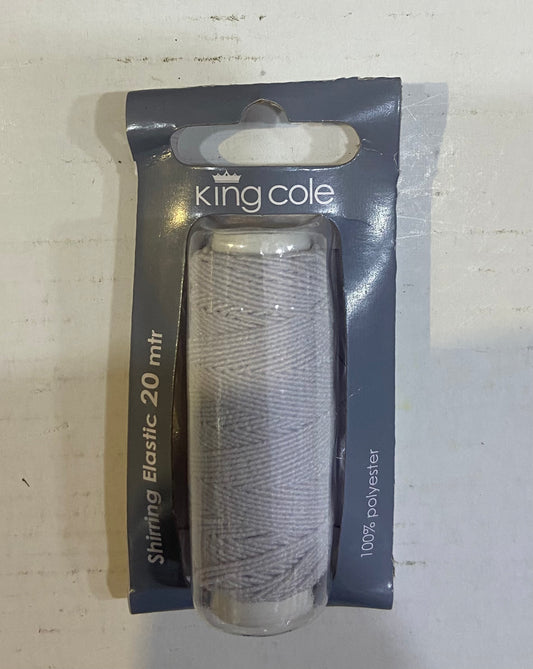 king cole
Shirring Elastic 20 mtr
100% polyester